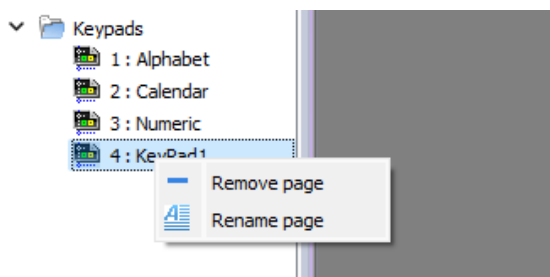 Keypads
1 : Alphabet
2 : Calendar
3 : Numeric
4 : KeyPad1
Remove page
Rename page